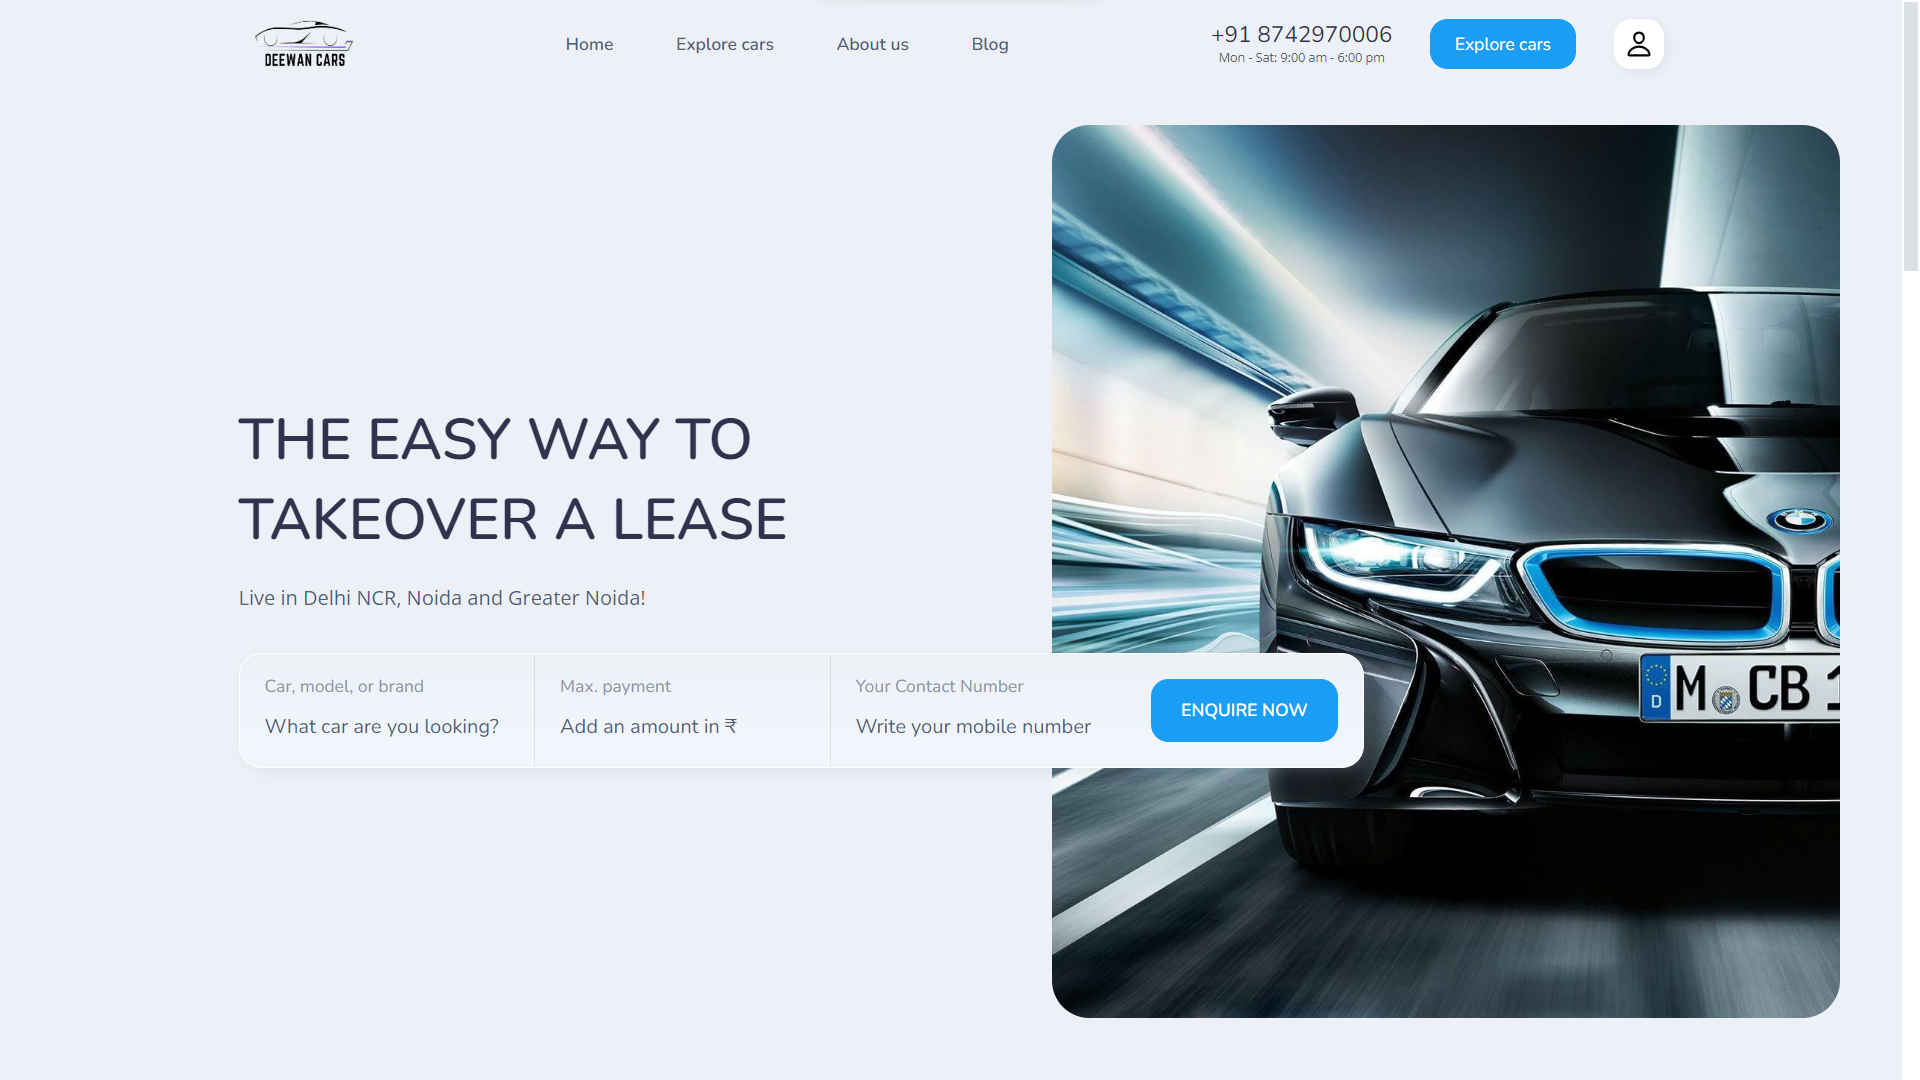 DEEWAN CARS
Home
Explore cars
About us
Blog
+91 8742970006
Mon - Sat: 9:00 am - 6:00 pm
Explore cars
THE EASY WAY TO
TAKEOVER A LEASE
Live in Delhi NCR, Noida and Greater Noida!
Car, model, or brand
What car are you looking?
Max. payment
Add an amount in ₹
Your Contact Number
Write your mobile number
ENQUIRE NOW
BMW
D M CB 1